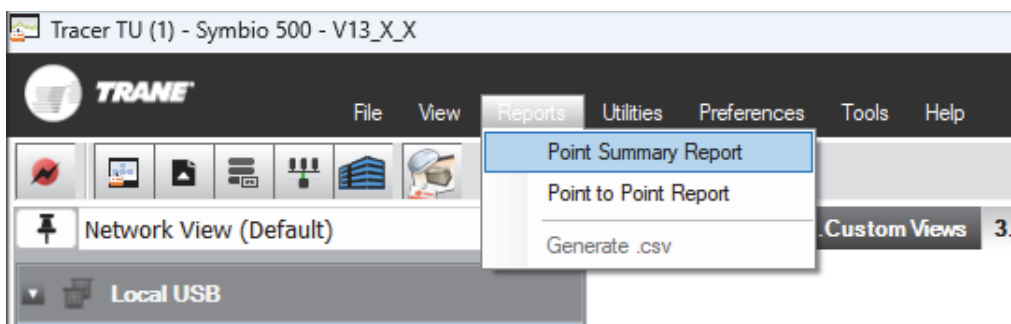 Tracer TU (1) - Symbio 500 - V13_X_X
TRANE
File View Reports Utilities Preferences Tools Help
Point Summary Report
Point to Point Report
Generate .csv
Network View (Default)
.Custom Views 3.
Local USB